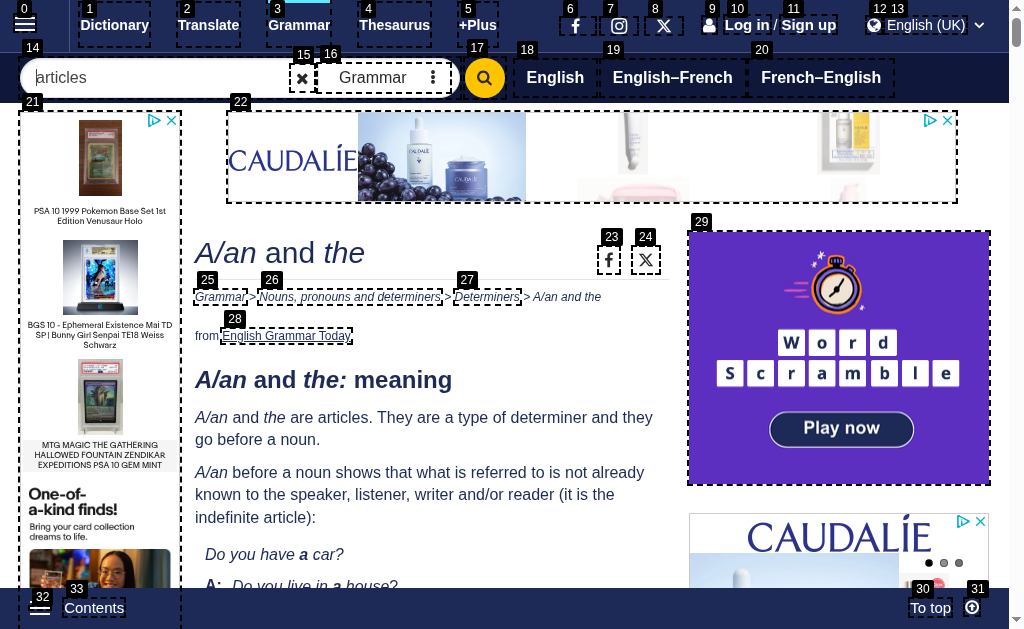 Dictionary
Translate
Grammar
Thesaurus
+Plus
Log in / Sign up
English (UK)
articles
Grammar
English
English–French
French–English
PSA 10 1999 Pokemon Base Set 1st
Edition Venusaur Holo
BGS 10 - Ephemeral Existence Mai TD
SP | Bunny Girl Senpai TE18 Weiss
Schwarz
MTG MAGIC THE GATHERING
HALLOWED FOUNTAIN ZENDIKAR
EXPEDITIONS PSA 10 GEM MINT
One-of-
a-kind finds!
Bring your card collection
dreams to life.
CAUDALÍE
A/an and the
Grammar > Nouns, pronouns and determiners > Determiners > A/an and the
from English Grammar Today
A/an and the: meaning
A/an and the are articles. They are a type of determiner and they
go before a noun.
A/an before a noun shows that what is referred to is not already
known to the speaker, listener, writer and/or reader (it is the
indefinite article):
Do you have a car?
A: Do you live in a house?
Word
Scramble
Play now
CAUDALÍE
Contents
To top
0
1
2
3
4
5
6
7
8
9
10
11
12
13
14
15
16
17
18
19
20
21
22
23
24
25
26
27
28
29
30
31
32
33